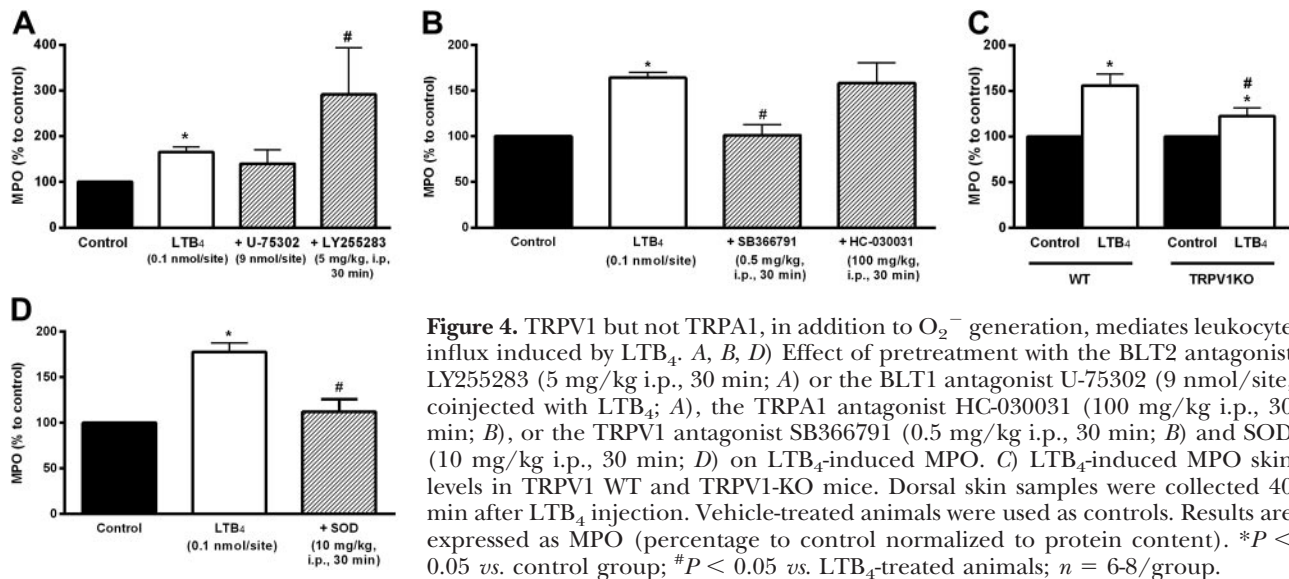 A
MPO (% to control)
400
300
200
100
0
#
*
Control
LTB₄
(0.1 nmol/site)
+ U-75302
(9 nmol/site)
+ LY255283
(5 mg/kg, i.p,
30 min)
B
MPO (% to control)
200
150
100
50
0
*
#
Control
LTB₄
(0.1 nmol/site)
+ SB366791
(0.5 mg/kg,
i.p., 30 min)
+ HC-030031
(100 mg/kg,
i.p., 30 min)
C
MPO (% to control)
200
150
100
50
0
*
#
*
Control LTB₄ Control LTB₄
WT TRPV1KO
D
MPO (% to control)
200
150
100
50
0
*
#
Control
LTB₄
(0.1 nmol/site)
+ SOD
(10 mg/kg,
i.p., 30 min)
Figure 4. TRPV1 but not TRPA1, in addition to O₂⁻ generation, mediates leukocyte
influx induced by LTB₄. A, B, D) Effect of pretreatment with the BLT2 antagonist
LY255283 (5 mg/kg i.p., 30 min; A) or the BLT1 antagonist U-75302 (9 nmol/site,
coinjected with LTB₄; A), the TRPA1 antagonist HC-030031 (100 mg/kg i.p., 30
min; B), or the TRPV1 antagonist SB366791 (0.5 mg/kg i.p., 30 min; B) and SOD
(10 mg/kg i.p., 30 min; D) on LTB₄-induced MPO. C) LTB₄-induced MPO skin
levels in TRPV1 WT and TRPV1-KO mice. Dorsal skin samples were collected 40
min after LTB₄ injection. Vehicle-treated animals were used as controls. Results are
expressed as MPO (percentage to control normalized to protein content). *P <
0.05 vs. control group; #P < 0.05 vs. LTB₄-treated animals; n = 6-8/group.